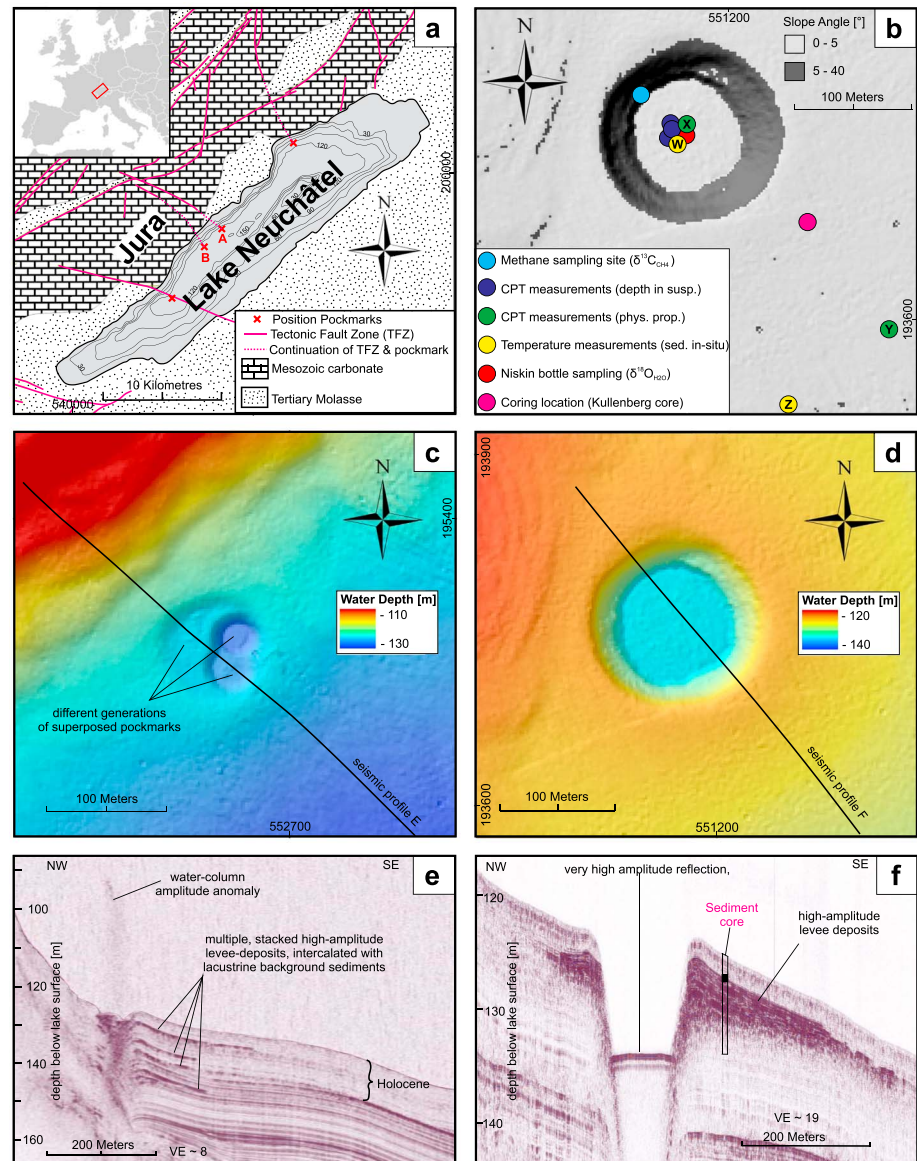 a
N
30
120
200000
Lake Neuchâtel
Jura
150
A
B
90
120
30
× Position Pockmarks
Tectonic Fault Zone (TFZ)
Continuation of TFZ & pockmark
Mesozoic carbonate
Tertiary Molasse
10 Kilometres
540000
b
551200
N
Slope Angle [°]
0 - 5
5 - 40
100 Meters
X
W
193600
Y
Z
Methane sampling site (δ¹³C_CH4)
CPT measurements (depth in susp.)
CPT measurements (phys. prop.)
Temperature measurements (sed. in-situ)
Niskin bottle sampling (δ¹⁸O_H2O)
Coring location (Kullenberg core)
c
N
195400
Water Depth [m]
- 110
- 130
different generations
of superposed pockmarks
seismic profile E
100 Meters
552700
d
193900
N
Water Depth [m]
- 120
- 140
193600
100 Meters
seismic profile F
551200
e
NW
SE
water-column
amplitude anomaly
100
multiple, stacked high-amplitude
levee-deposits, intercalated with
lacustrine background sediments
120
depth below lake surface [m]
140
Holocene
160
200 Meters
VE ~ 8
f
NW
SE
very high amplitude reflection,
120
Sediment
core
high-amplitude
levee deposits
depth below lake surface [m]
130
140
VE ~ 19
200 Meters